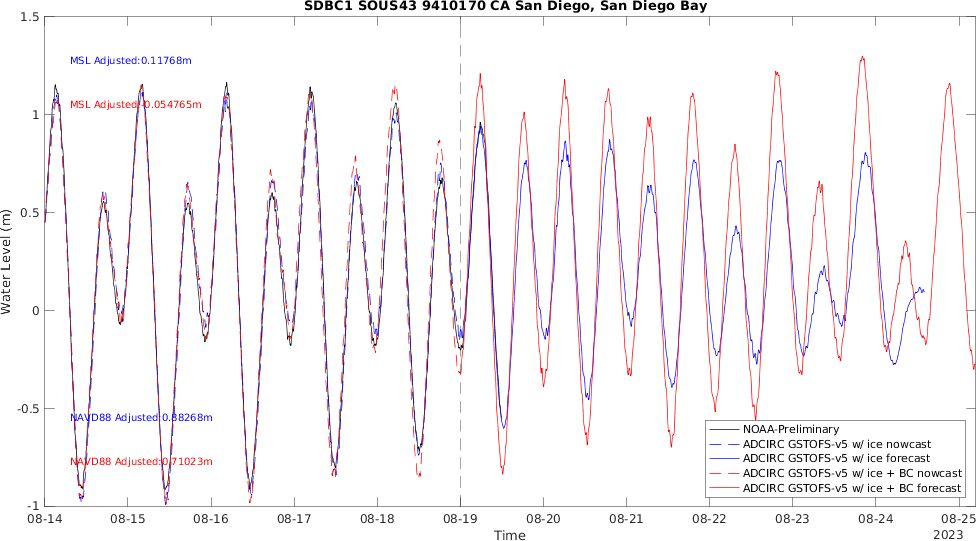 SDBC1 SOUS43 9410170 CA San Diego, San Diego Bay
1.5
MSL Adjusted:0.11768m
MSL Adjusted:-0.054765m
1
0.5
Water Level (m)
0
-0.5
NAVD88 Adjusted:0.88268m
NAVD88 Adjusted:0.71023m
NOAA-Preliminary
ADCIRC GSTOFS-v5 w/ ice nowcast
ADCIRC GSTOFS-v5 w/ ice forecast
ADCIRC GSTOFS-v5 w/ ice + BC nowcast
ADCIRC GSTOFS-v5 w/ ice + BC forecast
-1
08-14 08-15 08-16 08-17 08-18 08-19 08-20 08-21 08-22 08-23 08-24 08-25
Time
2023